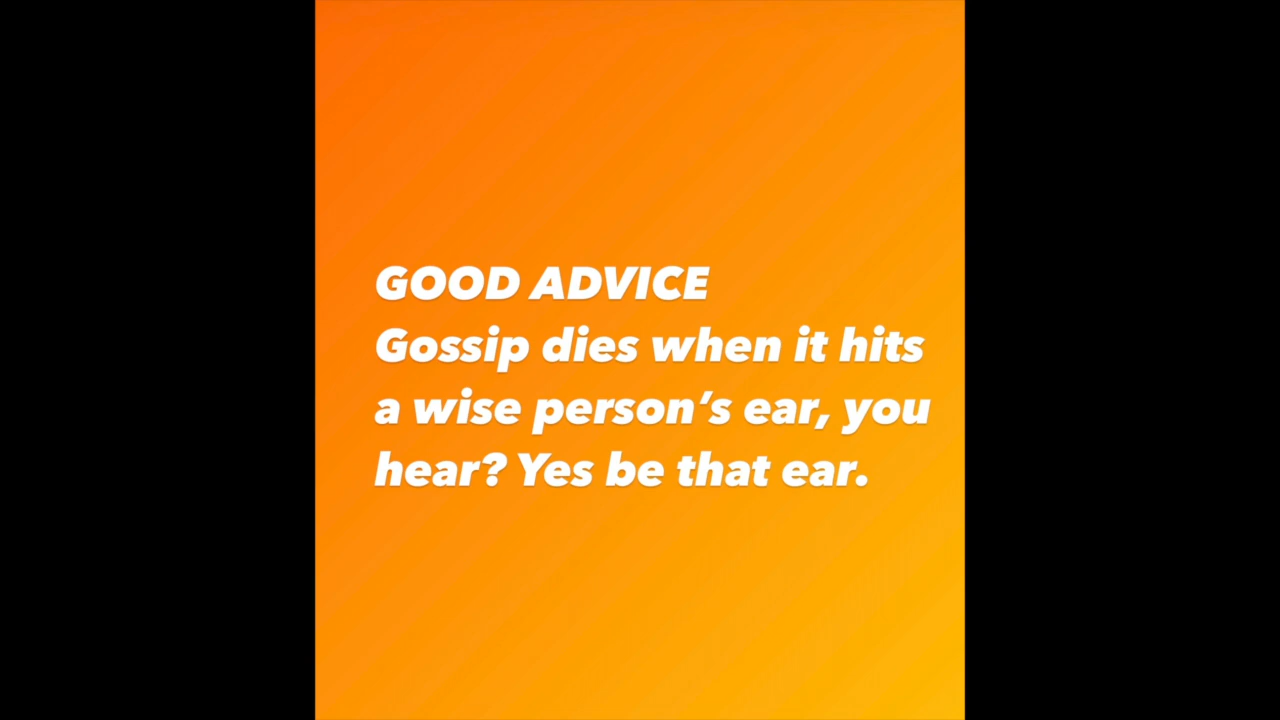 GOOD ADVICE
Gossip dies when it hits
a wise person’s ear, you
hear? Yes be that ear.